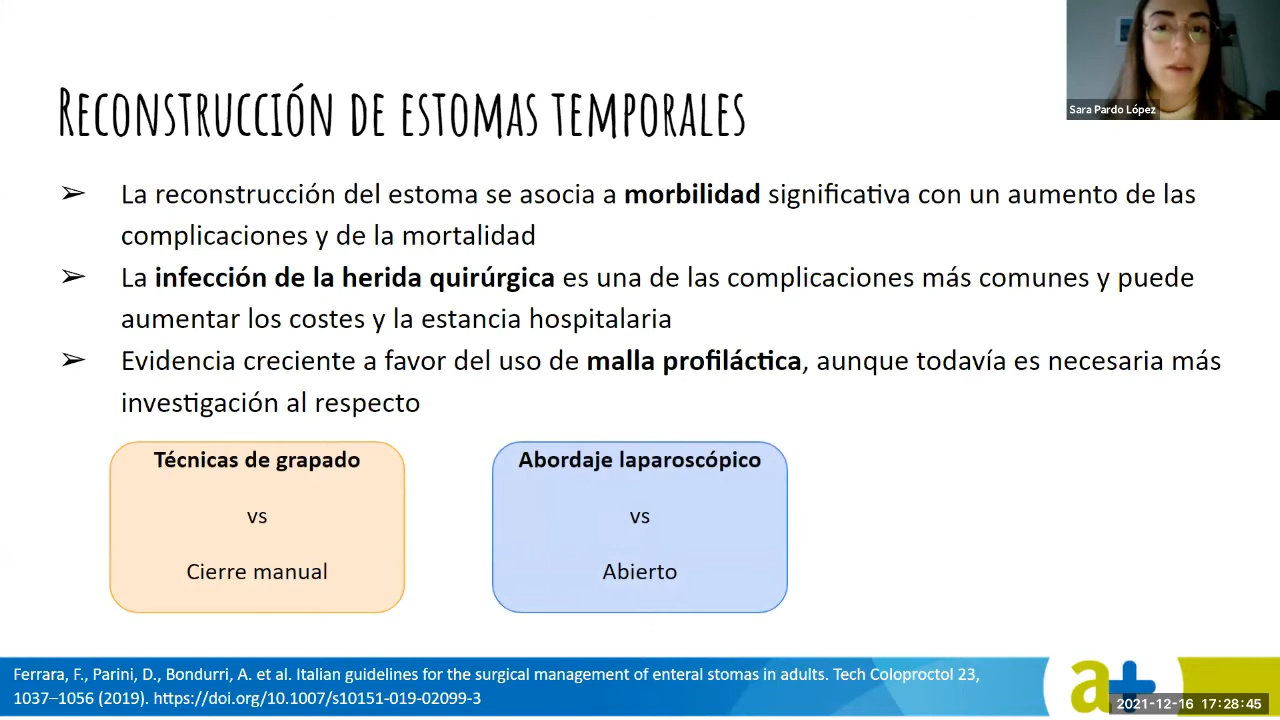 Sara Pardo López
Reconstrucción de estomas temporales
➢ La reconstrucción del estoma se asocia a morbilidad significativa con un aumento de las
complicaciones y de la mortalidad
➢ La infección de la herida quirúrgica es una de las complicaciones más comunes y puede
aumentar los costes y la estancia hospitalaria
➢ Evidencia creciente a favor del uso de malla profiláctica, aunque todavía es necesaria más
investigación al respecto
Técnicas de grapado
vs
Cierre manual
Abordaje laparoscópico
vs
Abierto
Ferrara, F., Parini, D., Bondurri, A. et al. Italian guidelines for the surgical management of enteral stomas in adults. Tech Coloproctol 23,
1037–1056 (2019). https://doi.org/10.1007/s10151-019-02099-3
a+
2021-12-16 17:28:45